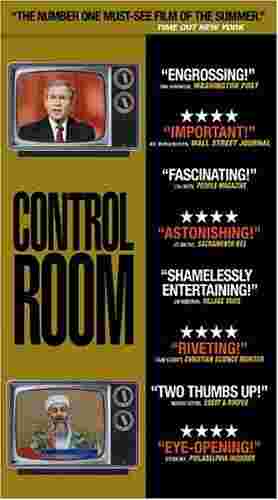 "THE NUMBER ONE MUST-SEE FILM OF THE SUMMER."
TIME OUT NEW YORK
"ENGROSSING!"
WASHINGTON POST
"IMPORTANT!"
WALL STREET JOURNAL
"FASCINATING!"
PEOPLE MAGAZINE
"ASTONISHING!"
SACRAMENTO BEE
CONTROL
ROOM
"SHAMELESSLY
ENTERTAINING!"
VILLAGE VOICE
"RIVETING!"
CHRISTIAN SCIENCE MONITOR
"TWO THUMBS UP!"
EBERT & ROEPER
"EYE-OPENING!"
PHILADELPHIA INQUIRER